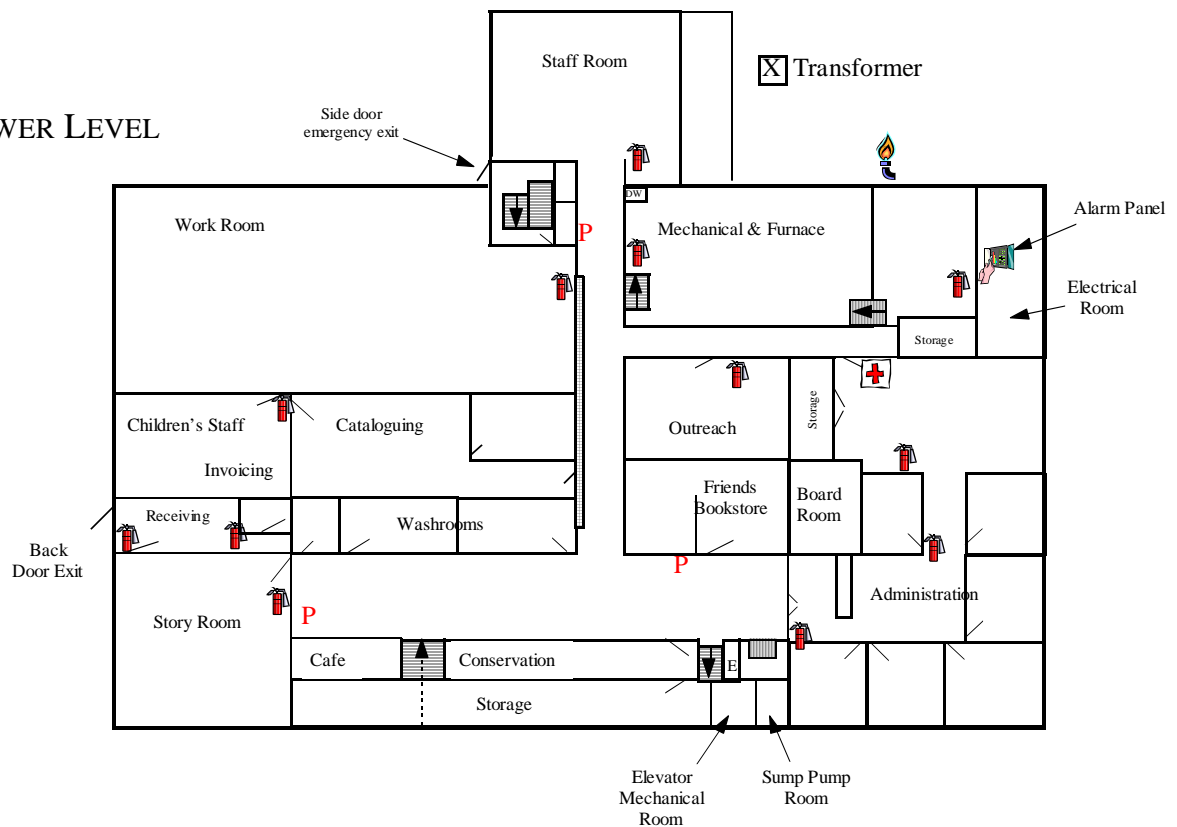 Staff Room
X Transformer
WER LEVEL
Side door
emergency exit
DW
Work Room
P
Mechanical & Furnace
Alarm Panel
Electrical
Room
Storage
Children's Staff
Cataloguing
Outreach
Storage
Invoicing
Friends
Bookstore
Board
Room
Receiving
Washrooms
Back
Door Exit
P
Administration
Story Room
P
Cafe
Conservation
E
Storage
Elevator
Mechanical
Room
Sump Pump
Room